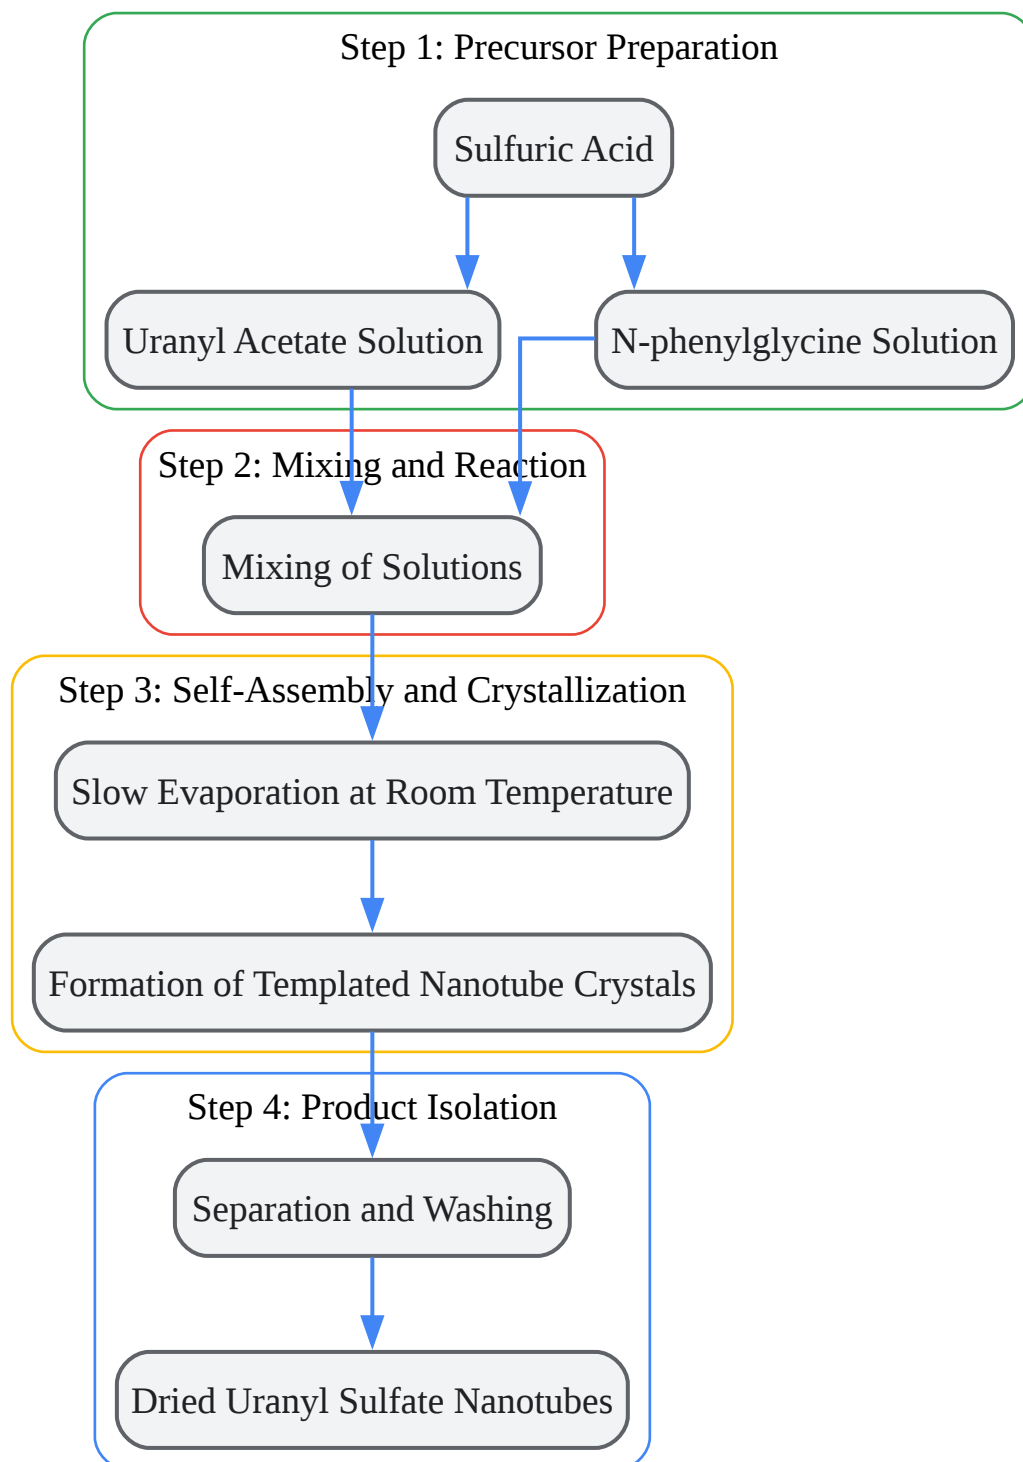 Step 1: Precursor Preparation
Sulfuric Acid
Uranyl Acetate Solution
N-phenylglycine Solution
Step 2: Mixing and Reaction
Mixing of Solutions
Step 3: Self-Assembly and Crystallization
Slow Evaporation at Room Temperature
Formation of Templated Nanotube Crystals
Step 4: Product Isolation
Separation and Washing
Dried Uranyl Sulfate Nanotubes